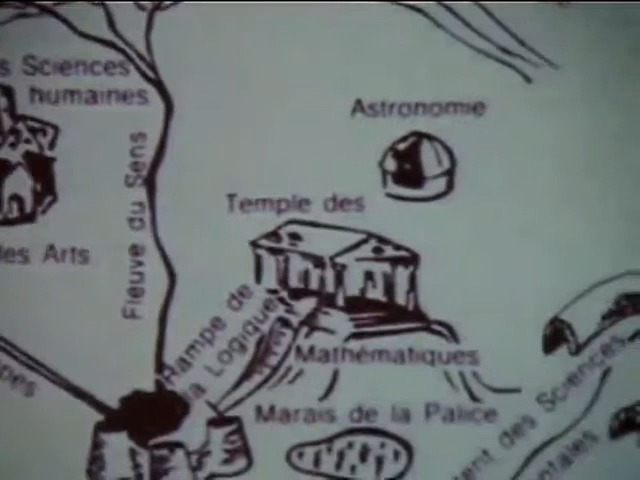 s Sciences
humaines
Astronomie
Fleuve du Sens
Temple des
les Arts
Rampe de
la Logique
Mathématiques
Marais de la Palice
des Sciences